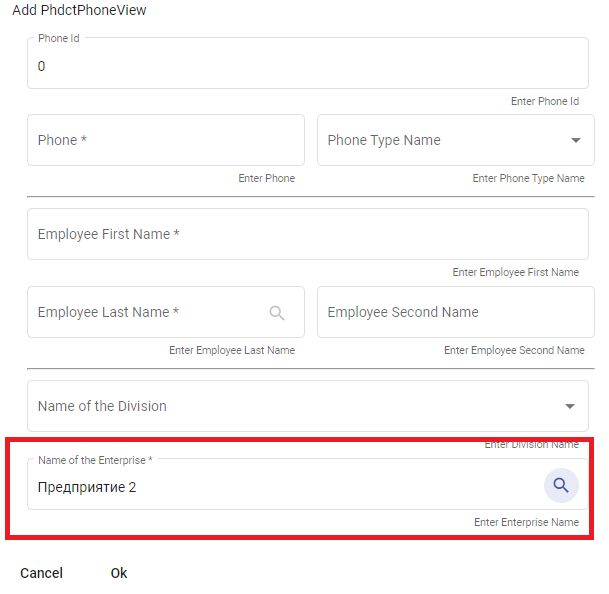 Add PhdctPhoneView
Phone Id
0
Enter Phone Id
Phone * Phone Type Name
Enter Phone Enter Phone Type Name
Employee First Name *
Enter Employee First Name
Employee Last Name * Employee Second Name
Enter Employee Last Name Enter Employee Second Name
Name of the Division
Enter Division Name
Name of the Enterprise *
Предприятие 2
Enter Enterprise Name
Cancel Ok